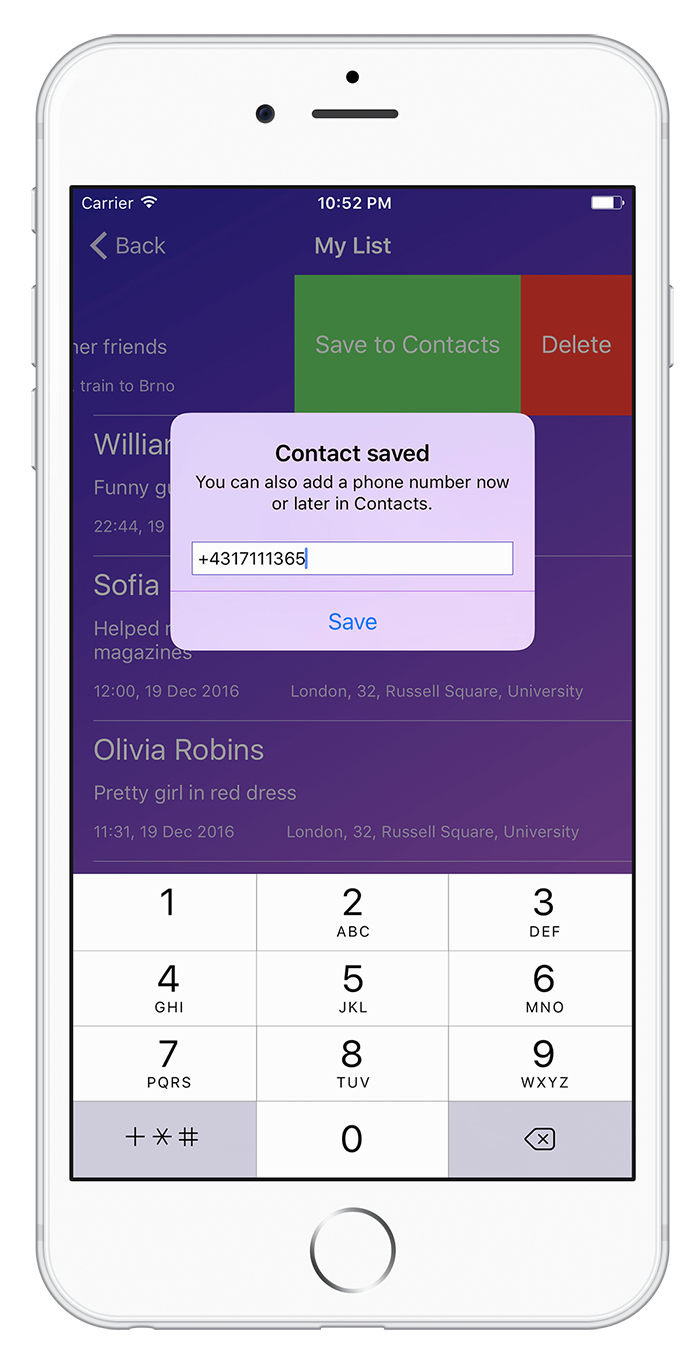 Carrier 10:52 PM
Back My List
Save to Contacts Delete
friends
train to Brno
Contact saved
You can also add a phone number now
or later in Contacts.
+4317111365
Save
Funny
22:44, 19
Sofia
Helped
magazines
12:00, 19 Dec 2016 London, 32, Russell Square, University
Olivia Robins
Pretty girl in red dress
11:31, 19 Dec 2016 London, 32, Russell Square, University
1 2 3
ABC DEF
4 5 6
GHI JKL MNO
7 8 9
PQRS TUV WXYZ
+*# 0